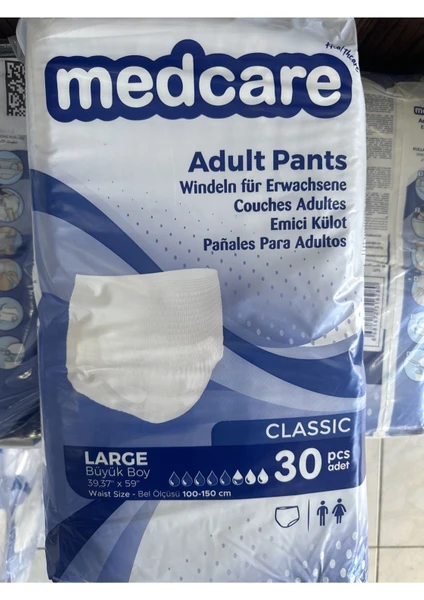 #healthcare
medcare
Adult Pants
Windeln für Erwachsene
Couches Adultes
Emici Külot
Pañales Para Adultos
CLASSIC
LARGE
Büyük Boy
39,37" x 59"
Waist Size - Bel Ölçüsü 100-150 cm
30 pcs
adet